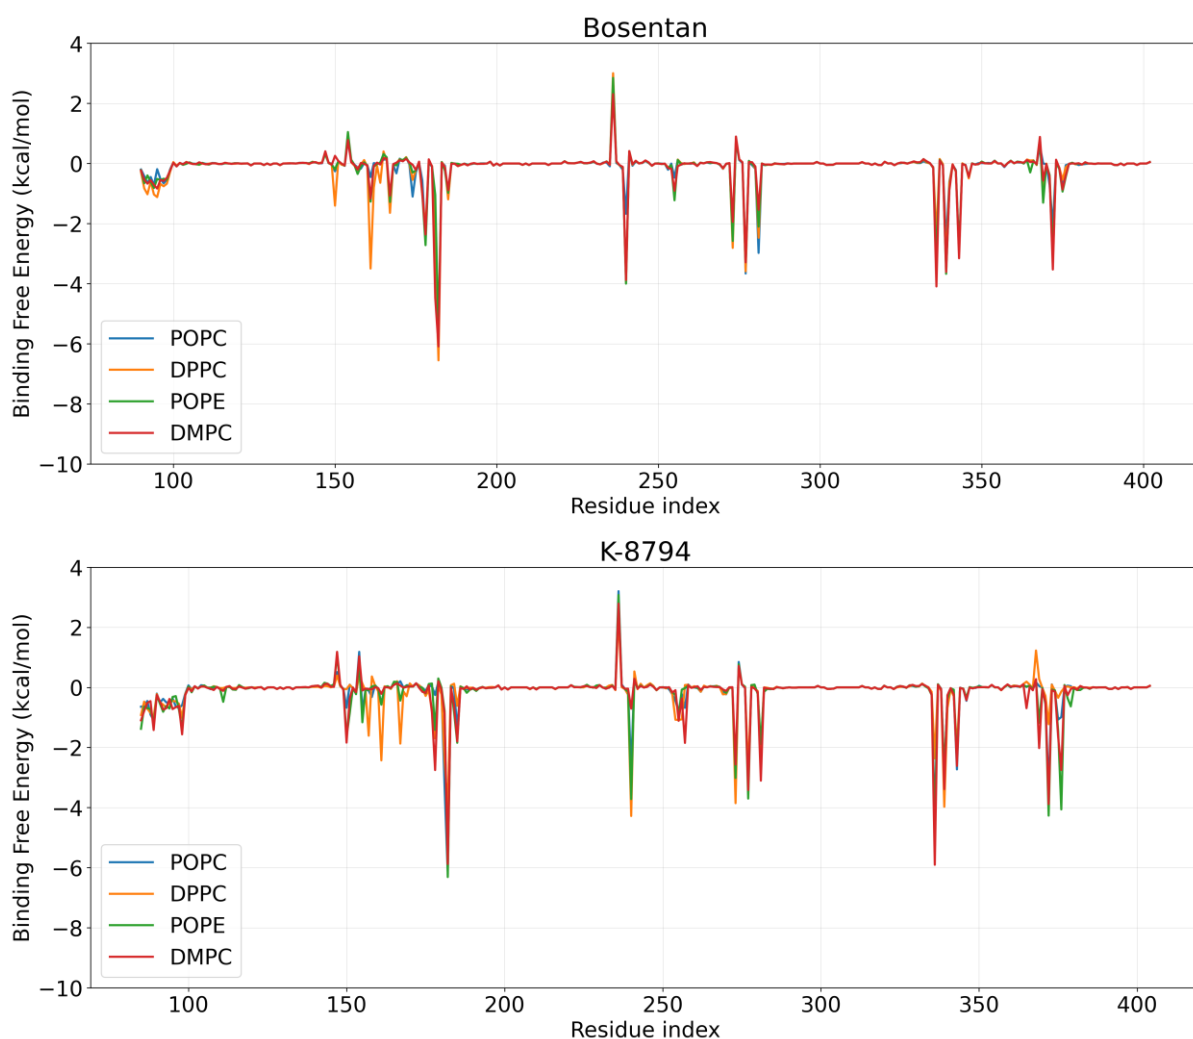 Bosentan
Binding Free Energy (kcal/mol)
4
2
0
−2
−4
−6
−8
−10
POPC
DPPC
POPE
DMPC
100 150 200 250 300 350 400
Residue index
K-8794
Binding Free Energy (kcal/mol)
4
2
0
−2
−4
−6
−8
−10
POPC
DPPC
POPE
DMPC
100 150 200 250 300 350 400
Residue index